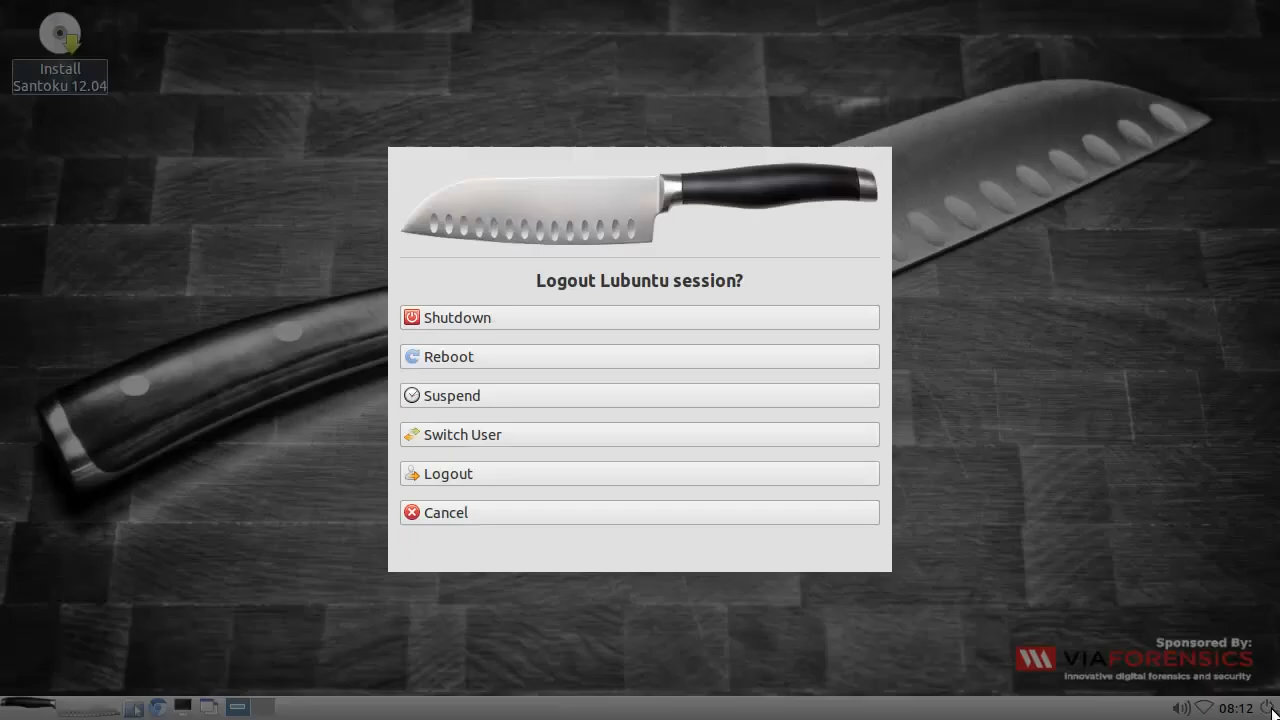 Install
Santoku 12.04
Logout Lubuntu session?
Shutdown
Reboot
Suspend
Switch User
Logout
Cancel
Sponsored By:
VIAFORENSICS
innovative digital forensics and security
08:12